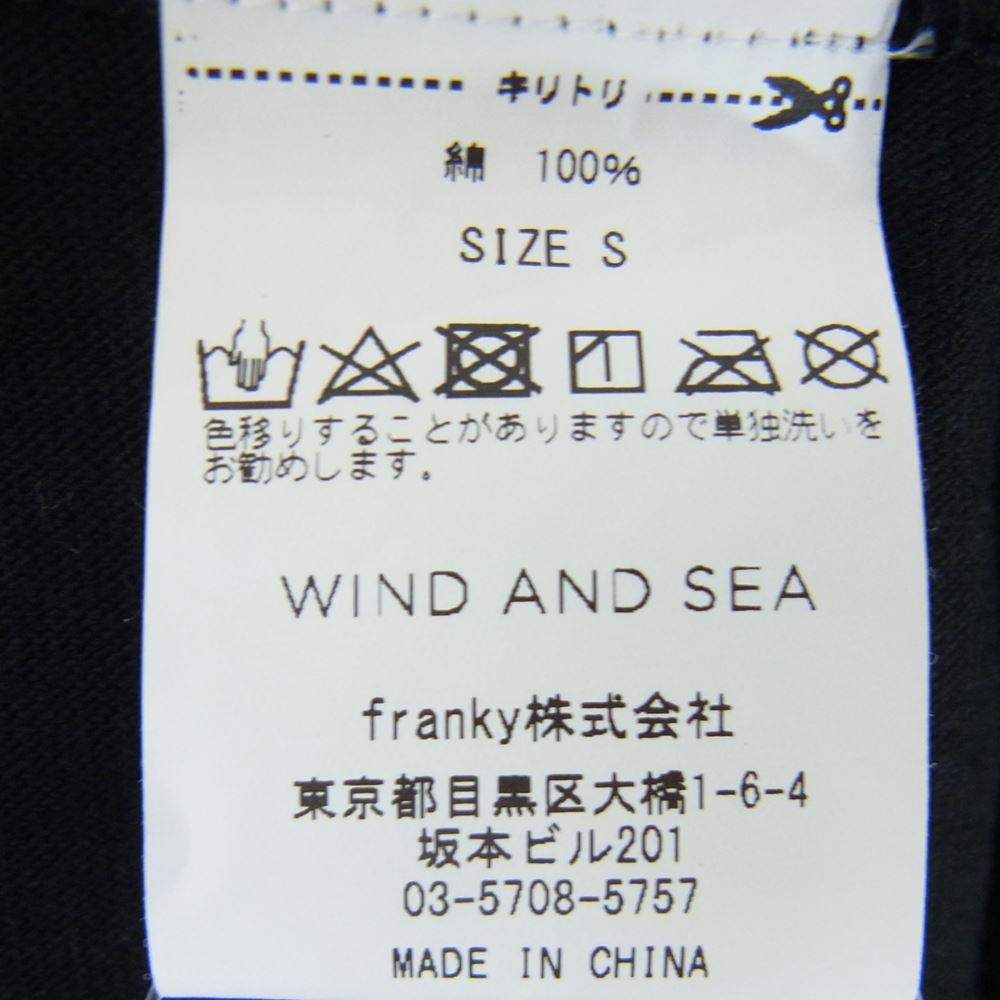 キリトリ
綿 100%
SIZE S
色移りすることがありますので単独洗いを
お勧めします。
WIND AND SEA
franky株式会社
東京都目黒区大橋1-6-4
坂本ビル201
03-5708-5757
MADE IN CHINA